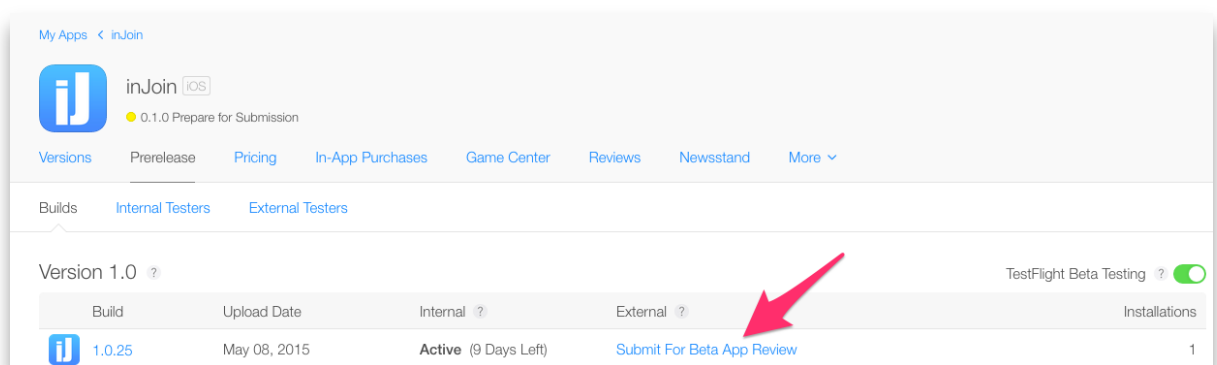 My Apps < inJoin
iJ
inJoin iOS
0.1.0 Prepare for Submission
Versions Prerelease Pricing In-App Purchases Game Center Reviews Newsstand More
Builds Internal Testers External Testers
Version 1.0 ? TestFlight Beta Testing ?
Build Upload Date Internal ? External ? Installations
iJ 1.0.25 May 08, 2015 Active (9 Days Left) Submit For Beta App Review 1